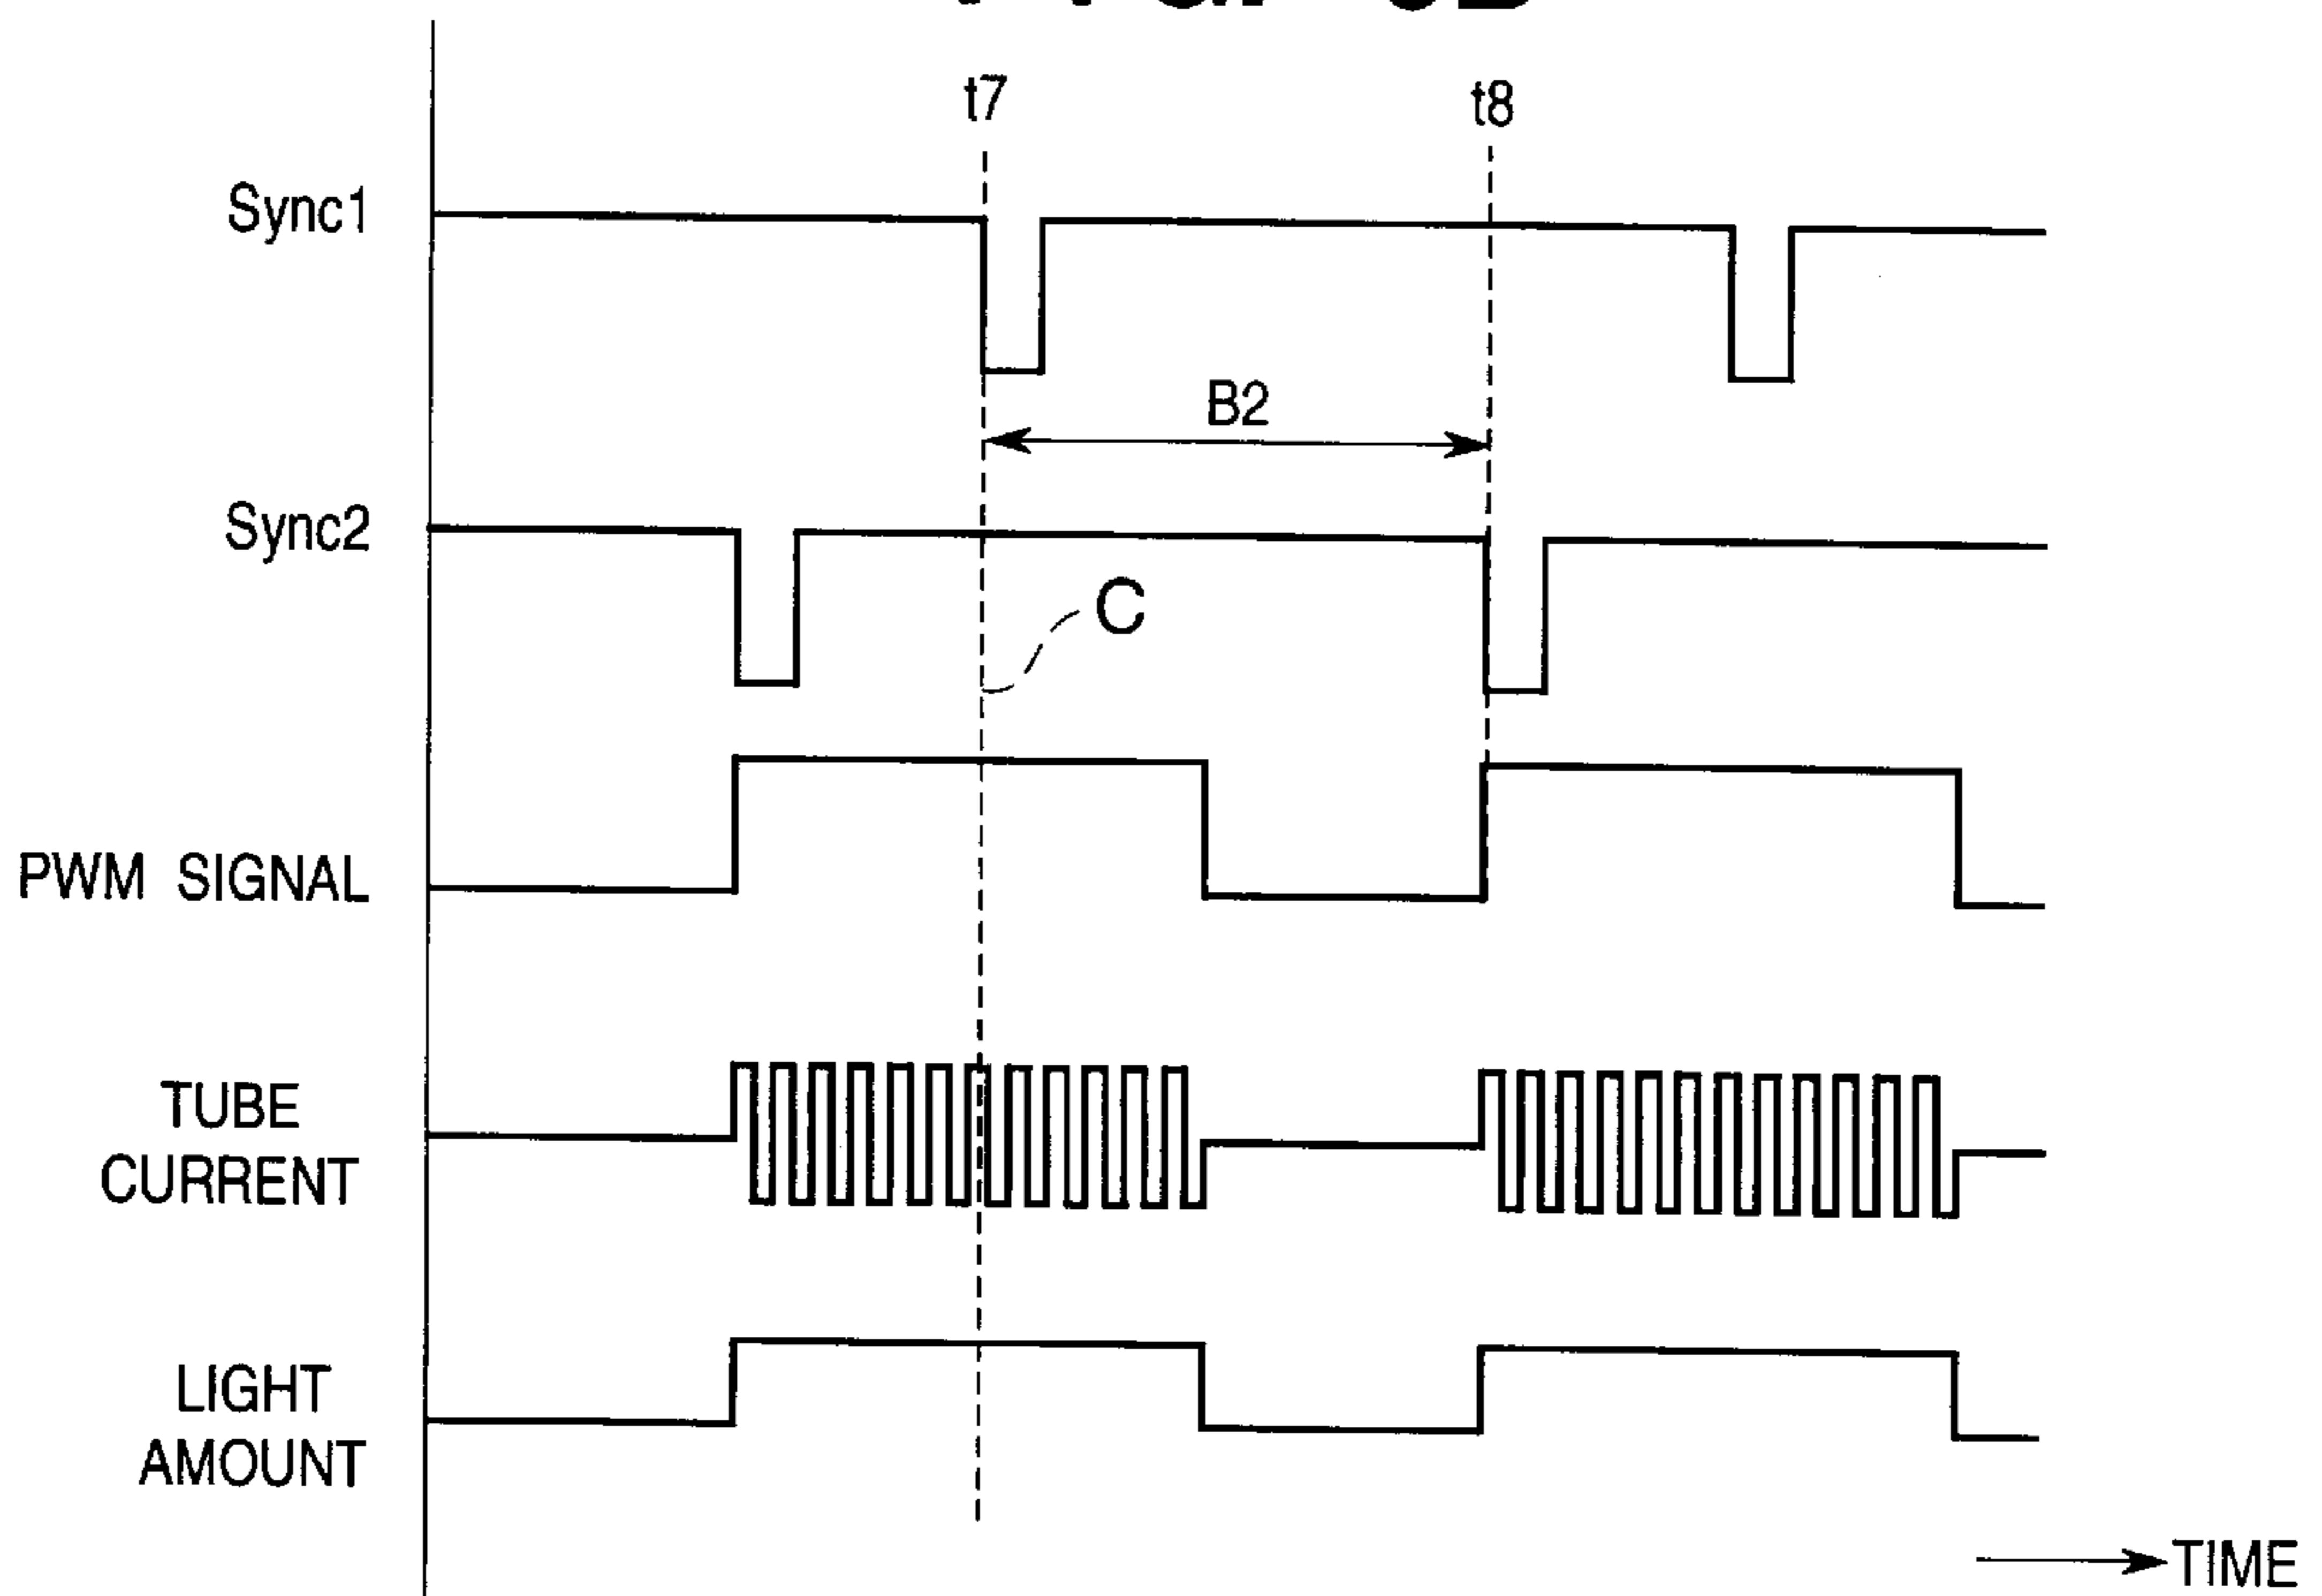 t7
t8
Sync1
B2
Sync2
C
PWM SIGNAL
TUBE
CURRENT
LIGHT
AMOUNT
TIME